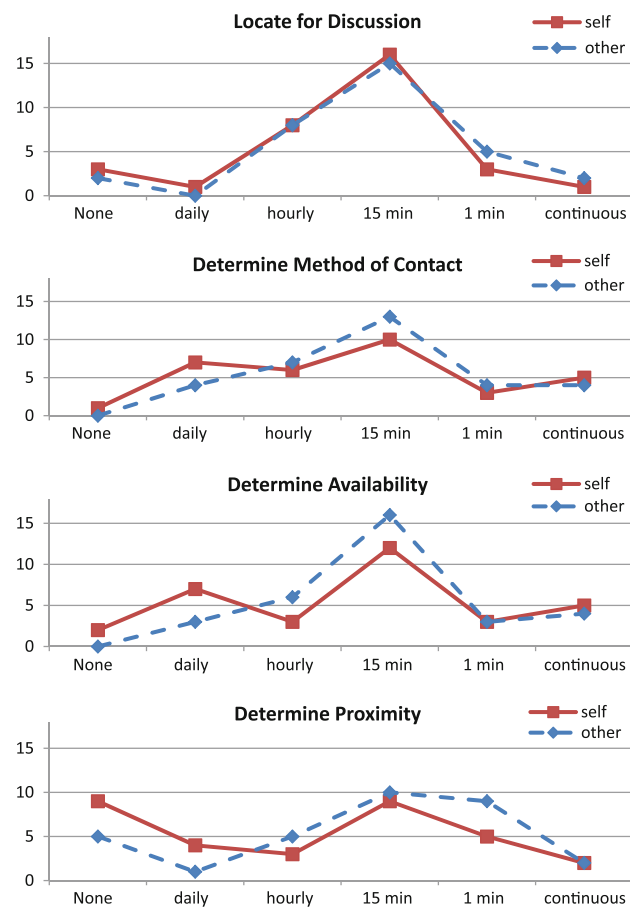 Locate for Discussion
self
other
15
10
5
0
None daily hourly 15 min 1 min continuous
Determine Method of Contact
self
other
15
10
5
0
None daily hourly 15 min 1 min continuous
Determine Availability
self
other
15
10
5
0
None daily hourly 15 min 1 min continuous
Determine Proximity
self
other
15
10
5
0
None daily hourly 15 min 1 min continuous